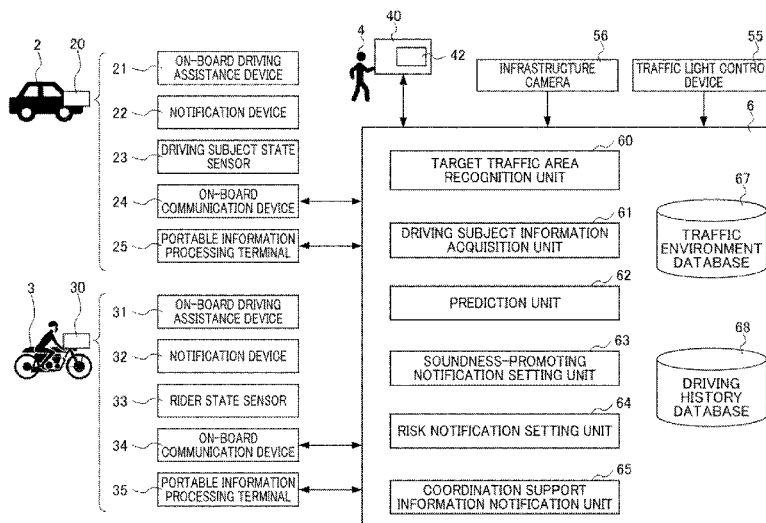 2
20
21
ON-BOARD DRIVING
ASSISTANCE DEVICE
22
NOTIFICATION DEVICE
23
DRIVING SUBJECT STATE
SENSOR
24
ON-BOARD
COMMUNICATION DEVICE
25
PORTABLE INFORMATION
PROCESSING TERMINAL
3
30
31
ON-BOARD DRIVING
ASSISTANCE DEVICE
32
NOTIFICATION DEVICE
33
RIDER STATE SENSOR
34
ON-BOARD
COMMUNICATION DEVICE
35
PORTABLE INFORMATION
PROCESSING TERMINAL
4
40
42
56
INFRASTRUCTURE
CAMERA
55
TRAFFIC LIGHT CONTROL
DEVICE
6
60
TARGET TRAFFIC AREA
RECOGNITION UNIT
61
DRIVING SUBJECT INFORMATION
ACQUISITION UNIT
62
PREDICTION UNIT
63
SOUNDNESS-PROMOTING
NOTIFICATION SETTING UNIT
64
RISK NOTIFICATION SETTING UNIT
65
COORDINATION SUPPORT
INFORMATION NOTIFICATION UNIT
67
TRAFFIC
ENVIRONMENT
DATABASE
68
DRIVING
HISTORY
DATABASE